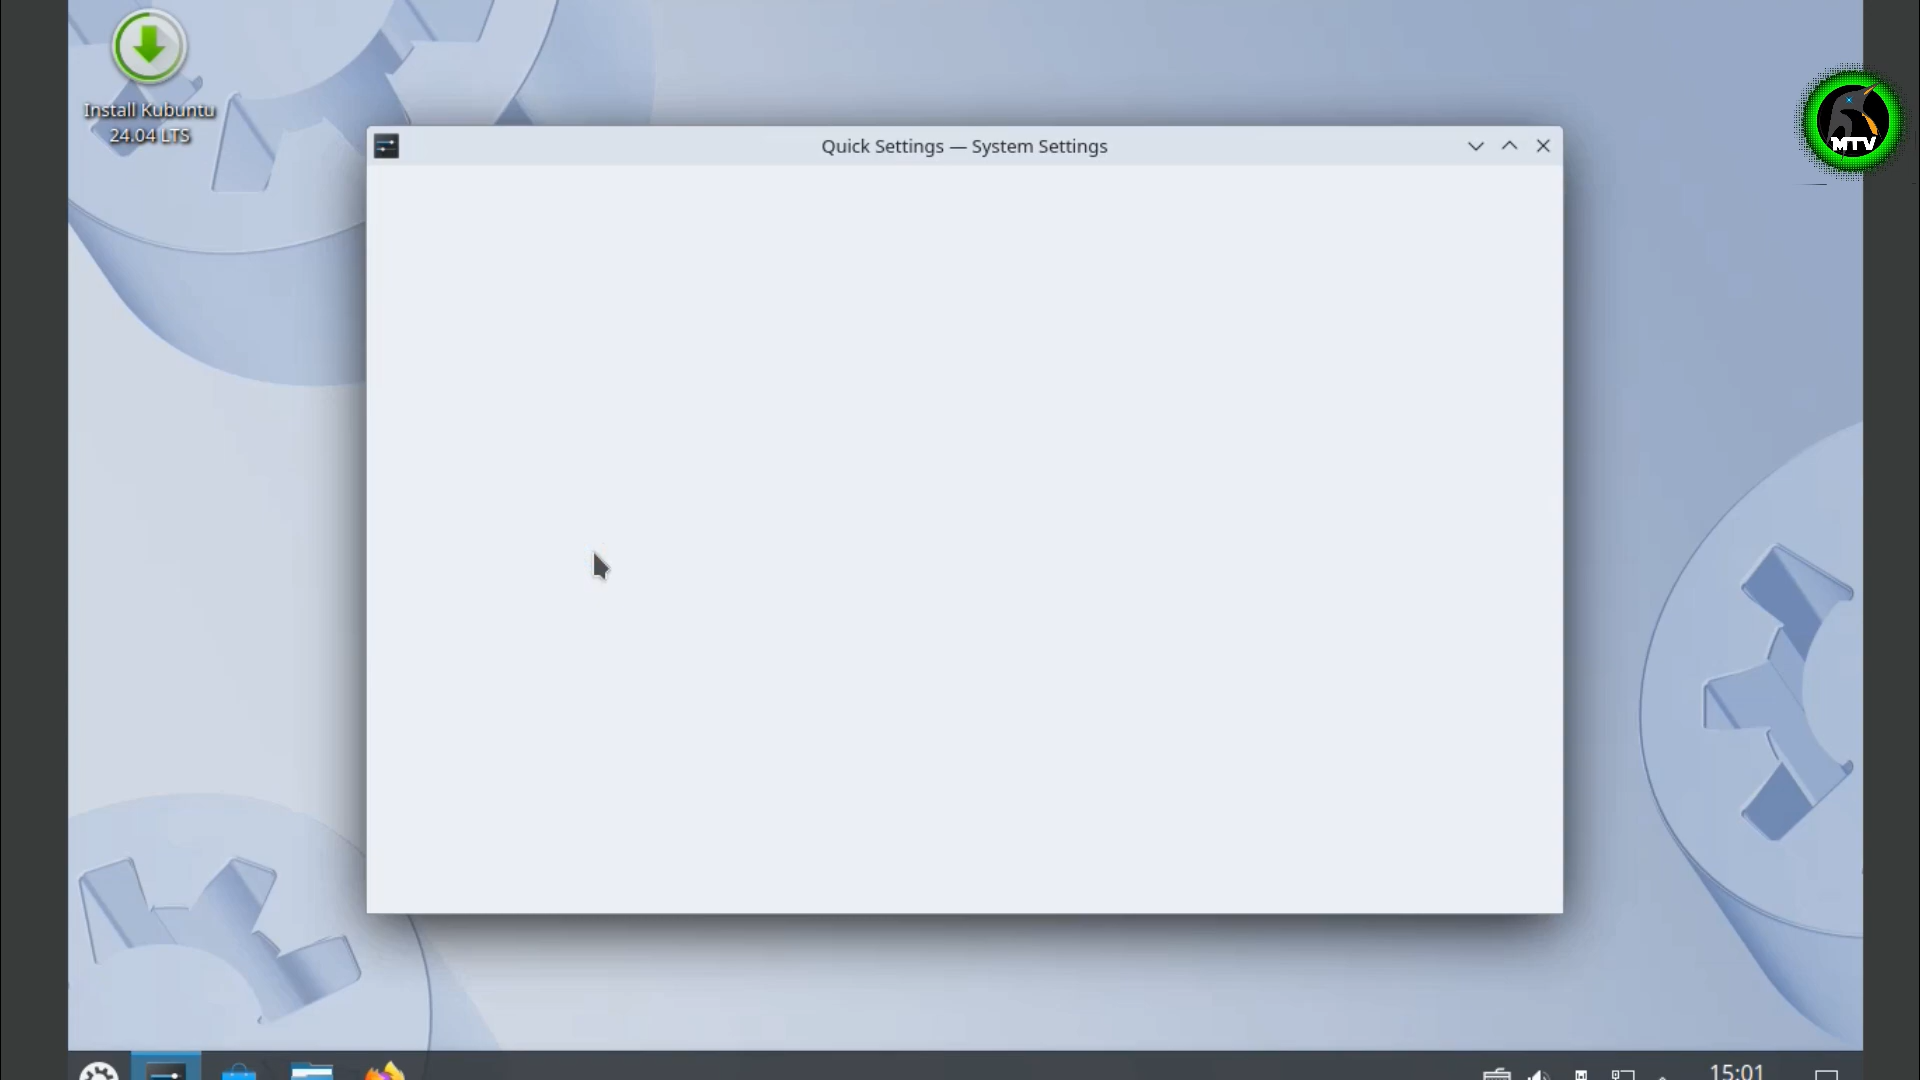 Install Kubuntu
24.04 LTS
Quick Settings — System Settings
MTV
15:01